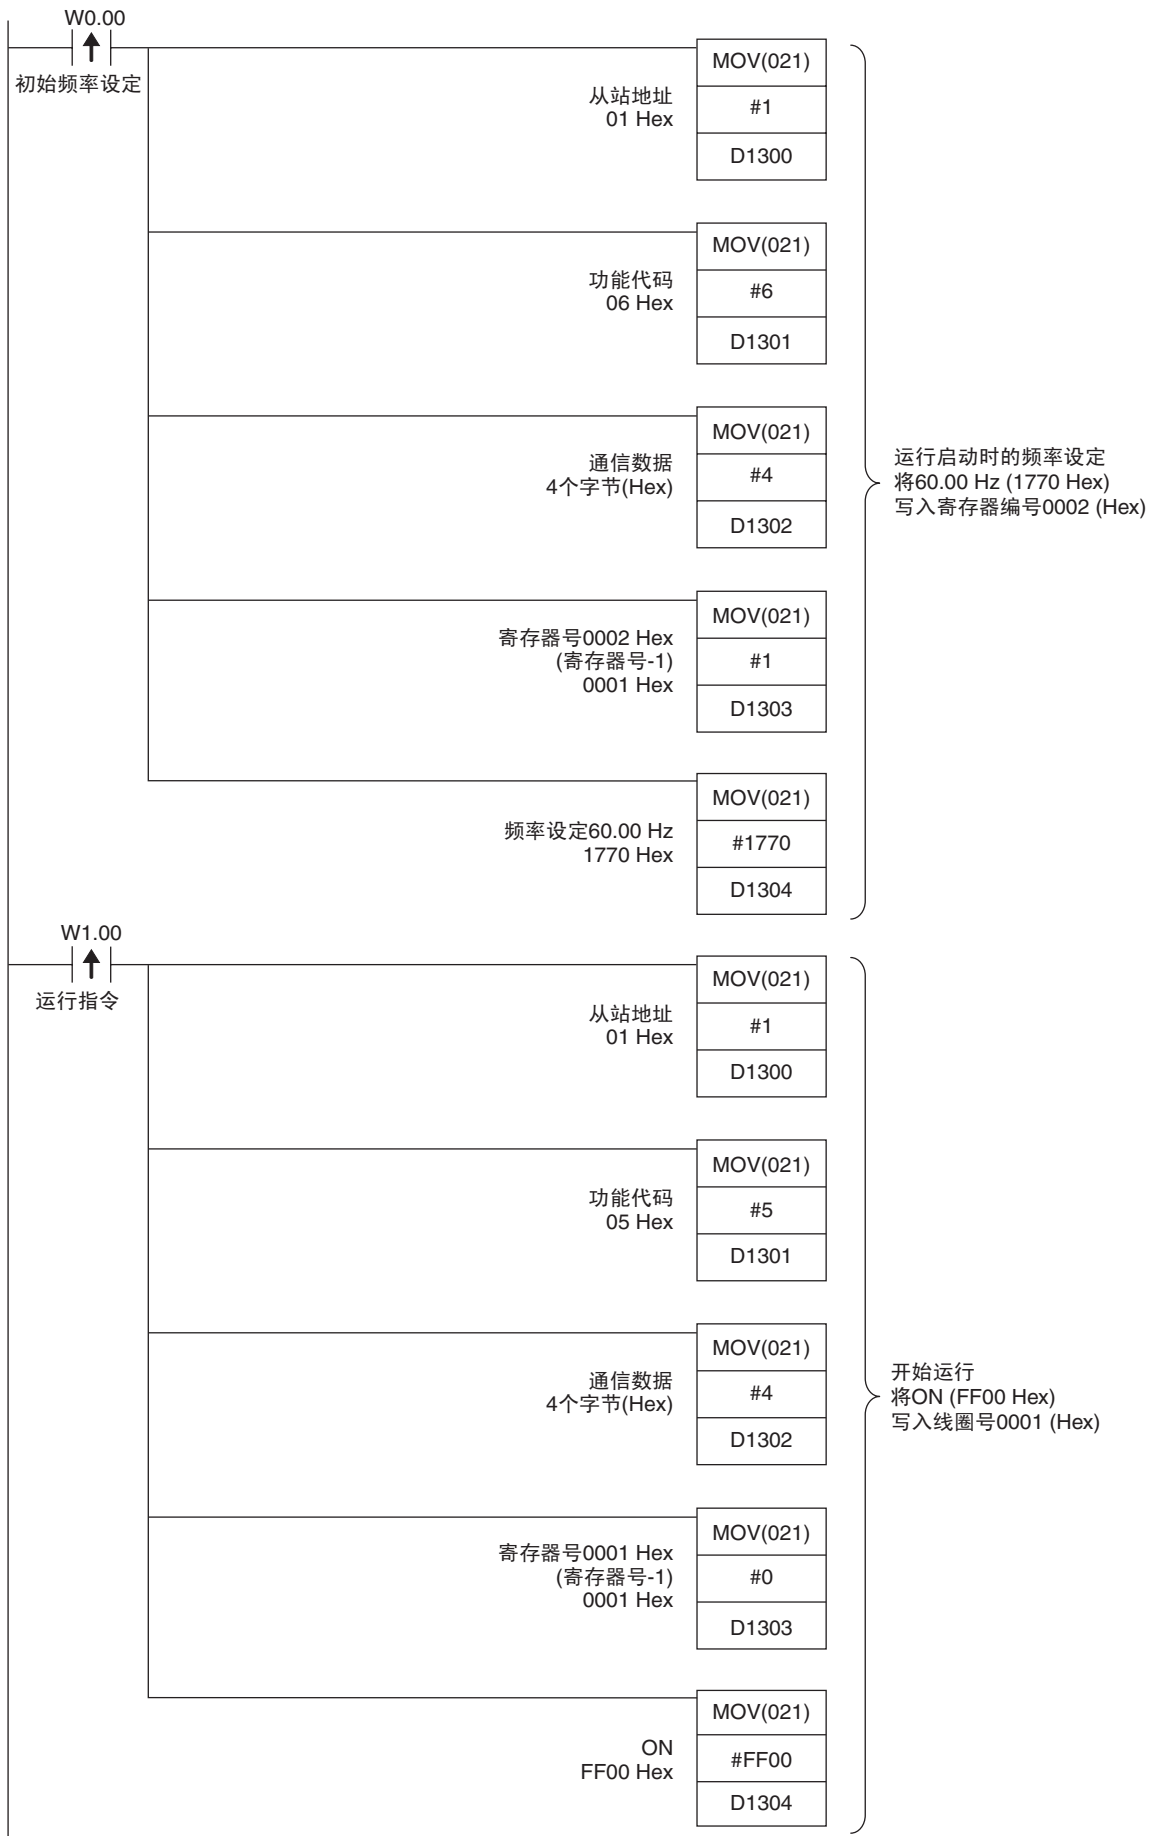 W0.00
初始频率设定
MOV(021)
从站地址
01 Hex
#1
D1300
MOV(021)
功能代码
06 Hex
#6
D1301
MOV(021)
通信数据
4个字节(Hex)
#4
D1302
运行启动时的频率设定
将60.00 Hz (1770 Hex)
写入寄存器编号0002 (Hex)
MOV(021)
寄存器号0002 Hex
(寄存器号-1)
0001 Hex
#1
D1303
MOV(021)
频率设定60.00 Hz
1770 Hex
#1770
D1304
W1.00
运行指令
MOV(021)
从站地址
01 Hex
#1
D1300
MOV(021)
功能代码
05 Hex
#5
D1301
MOV(021)
通信数据
4个字节(Hex)
#4
D1302
开始运行
将ON (FF00 Hex)
写入线圈号0001 (Hex)
MOV(021)
寄存器号0001 Hex
(寄存器号-1)
0001 Hex
#0
D1303
MOV(021)
ON
FF00 Hex
#FF00
D1304